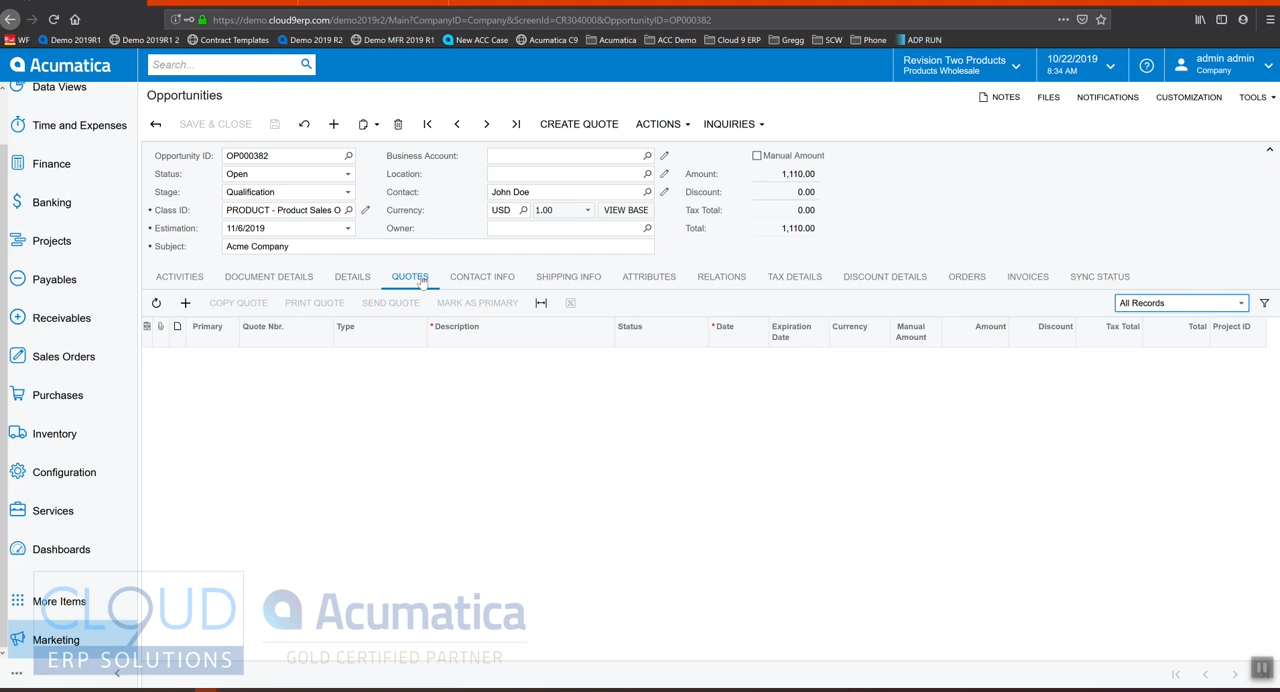 https://demo.cloud9erp.com/demo2019r2/Main?CompanyID=Company&ScreenId=CR304000&OpportunityID=OP000382
WF Demo 2019R1 Demo 2019R1 2 Contract Templates Demo 2019 R2 Demo MFR 2019 R1 New ACC Case Acumatica C9 Acumatica ACC Demo Cloud 9 ERP Gregg SCW Phone ADP RUN
Acumatica Search... Revision Two Products 10/22/2019 admin admin
Products Wholesale 8:34 AM Company
Data Views
Time and Expenses
Finance
Banking
Projects
Payables
Receivables
Sales Orders
Purchases
Inventory
Configuration
Services
Dashboards
More Items
Marketing
Opportunities NOTES FILES NOTIFICATIONS CUSTOMIZATION TOOLS
SAVE & CLOSE CREATE QUOTE ACTIONS INQUIRIES
Opportunity ID: OP000382 Business Account: Manual Amount
Status: Open Location: Amount: 1,110.00
Stage: Qualification Contact: John Doe Discount: 0.00
* Class ID: PRODUCT - Product Sales O Currency: USD 1.00 VIEW BASE Tax Total: 0.00
* Estimation: 11/6/2019 Owner: Total: 1,110.00
* Subject: Acme Company
ACTIVITIES DOCUMENT DETAILS DETAILS QUOTES CONTACT INFO SHIPPING INFO ATTRIBUTES RELATIONS TAX DETAILS DISCOUNT DETAILS ORDERS INVOICES SYNC STATUS
COPY QUOTE PRINT QUOTE SEND QUOTE MARK AS PRIMARY All Records
Primary Quote Nbr. Type * Description Status * Date Expiration Date Currency Manual Amount Amount Discount Tax Total Total Project ID
CLOUD
ERP SOLUTIONS
Acumatica
GOLD CERTIFIED PARTNER